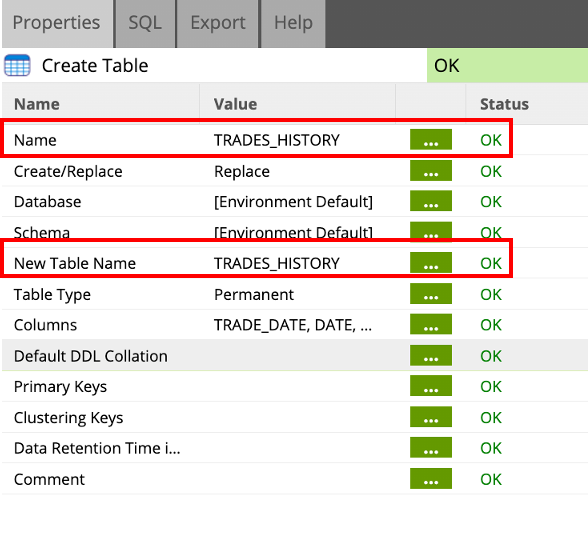 Properties SQL Export Help
Create Table OK
Name Value Status
Name TRADES_HISTORY ... OK
Create/Replace Replace ... OK
Database [Environment Default] ... OK
Schema [Environment Default] ... OK
New Table Name TRADES_HISTORY ... OK
Table Type Permanent ... OK
Columns TRADE_DATE, DATE, ... ... OK
Default DDL Collation ... OK
Primary Keys ... OK
Clustering Keys ... OK
Data Retention Time i... ... OK
Comment ... OK